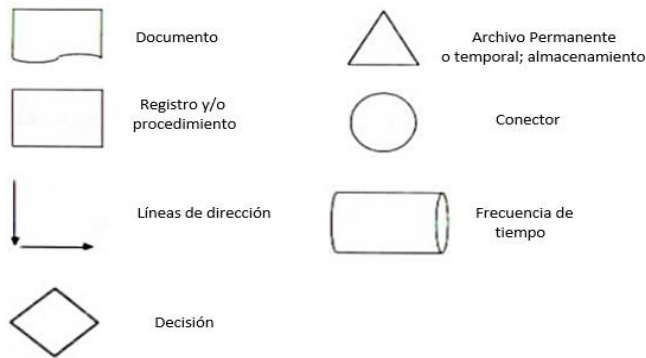 Documento
Archivo Permanente
o temporal; almacenamiento
Registro y/o
procedimiento
Conector
Líneas de dirección
Frecuencia de
tiempo
Decisión